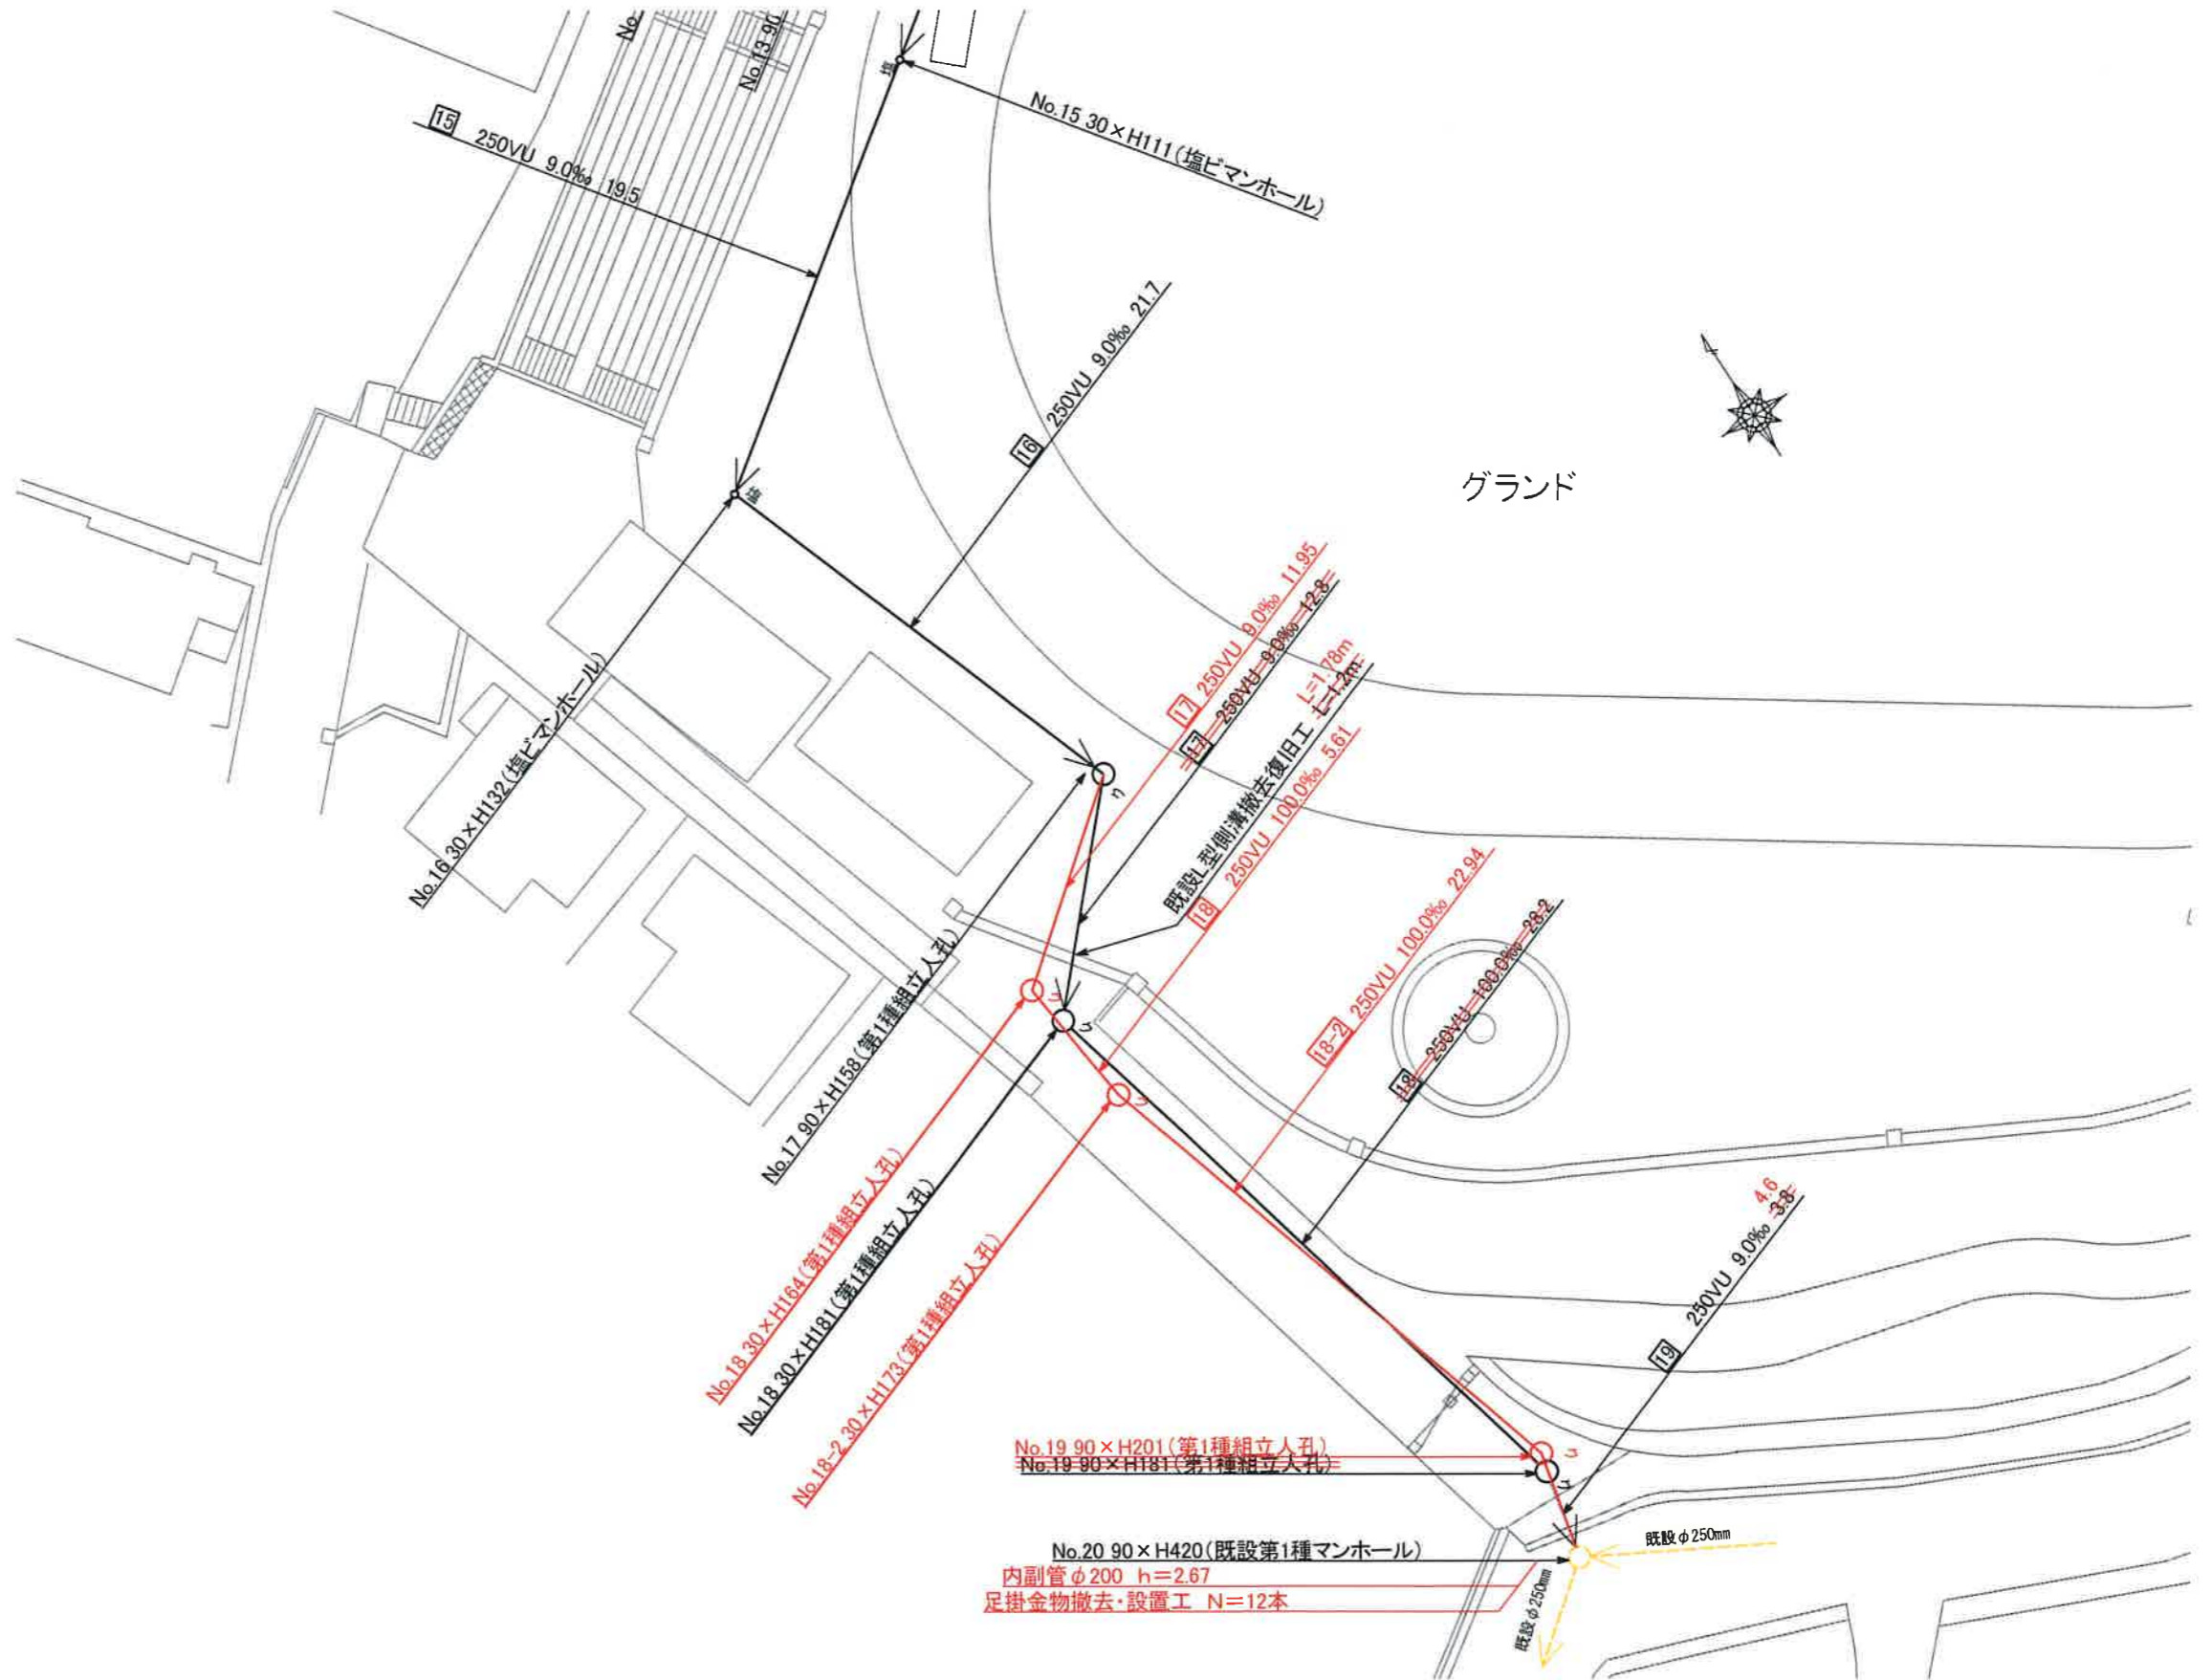 No.
No.13 90
塩
No.15 30×H111(塩ビマンホール)
15 250VU 9.0‰ 19.5
16 250VU 9.0‰ 21.7
グランド
塩
No.16 30×H132(塩ビマンホール)
17 250VU 9.0‰ 11.95
17 250VU 9.0‰ 12.8
L=1.78m
既設L型側溝撤去復旧工 L=1.2m
18 250VU 100.0‰ 5.61
18-2 250VU 100.0‰ 22.94
18 250VU 100.0‰ 28.2
No.17 90×H158(第1種組立人孔)
No.18 30×H164(第1種組立人孔)
No.18 30×H181(第1種組立人孔)
No.18-2 30×H173(第1種組立人孔)
4.6
19 250VU 9.0‰ 3.8
No.19 90×H201(第1種組立人孔)
No.19 90×H181(第1種組立人孔)
No.20 90×H420(既設第1種マンホール)
内副管φ200 h=2.67
足掛金物撤去・設置工 N=12本
既設φ250mm
既設φ250mm